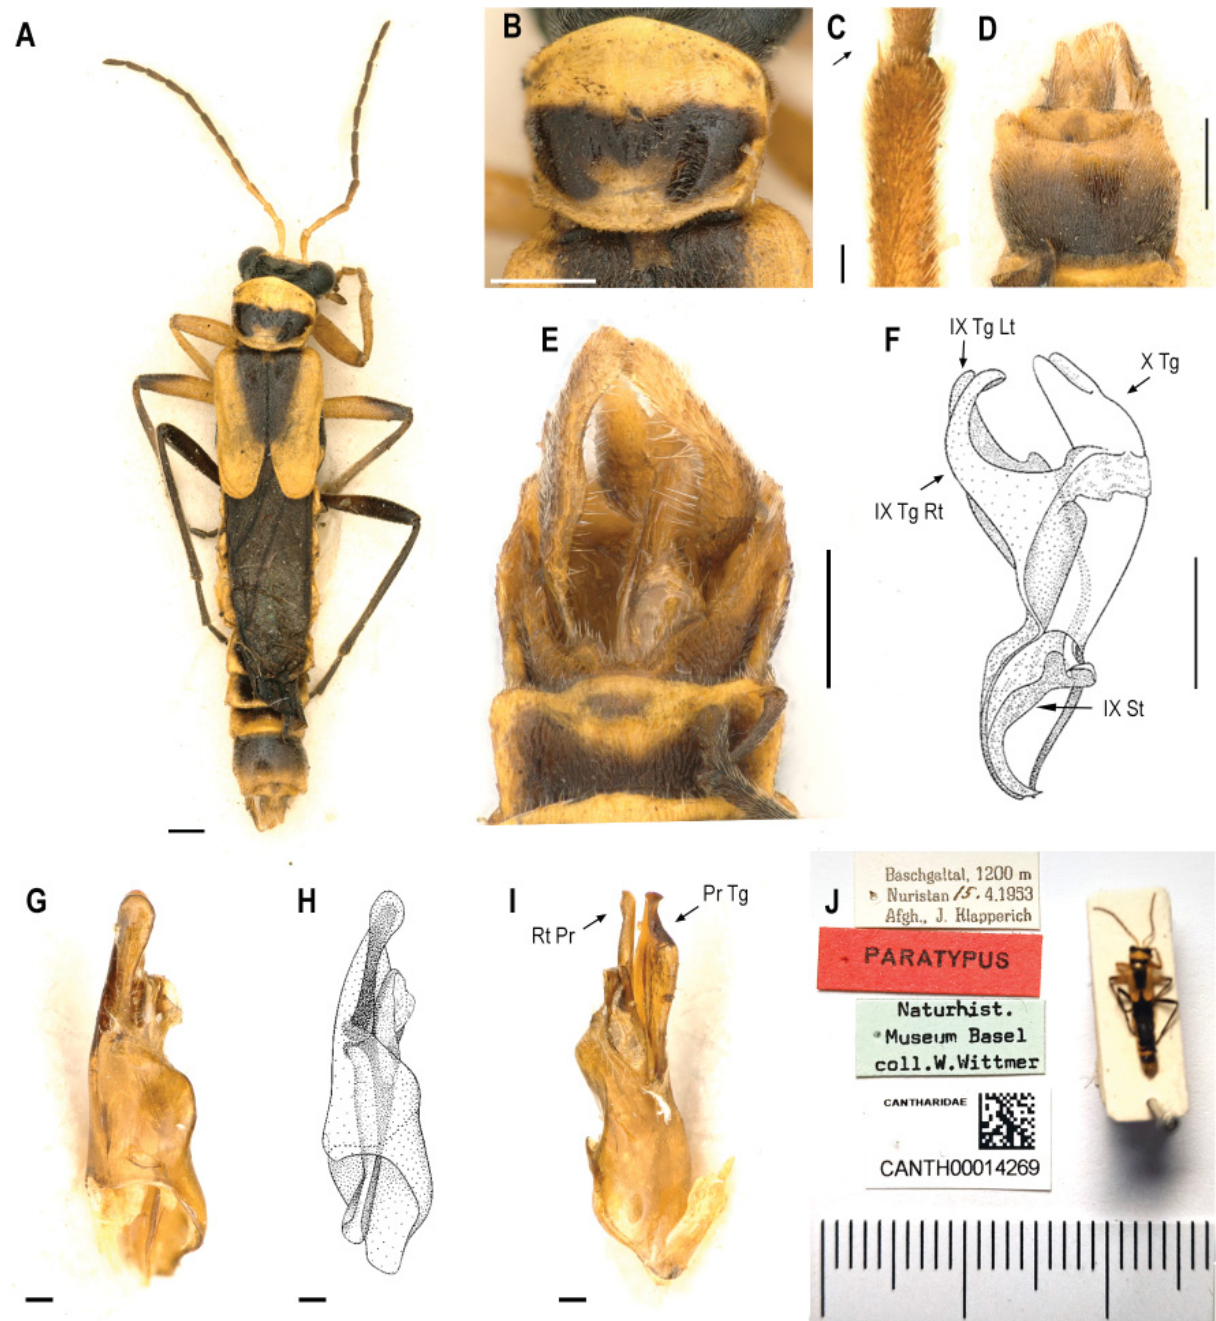 A
B
C
D
E
F
IX Tg Lt
X Tg
IX Tg Rt
IX St
G
H
I
Rt Pr
Pr Tg
J
Baschgaltal, 1200 m
Nuristan 15.4.1953
Afgh., J. Klapperich
PARATYPUS
Naturhist.
Museum Basel
coll.W.Wittmer
CANTHARIDAE
CANTH00014269